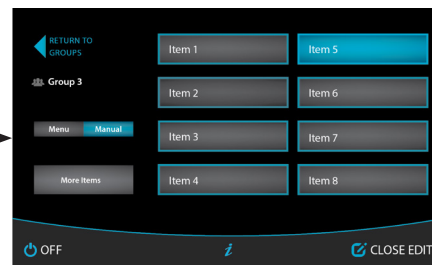 RETURN TO
GROUPS
Group 3
Menu Manual
More Items
Item 1
Item 2
Item 3
Item 4
Item 5
Item 6
Item 7
Item 8
OFF
i
CLOSE EDIT